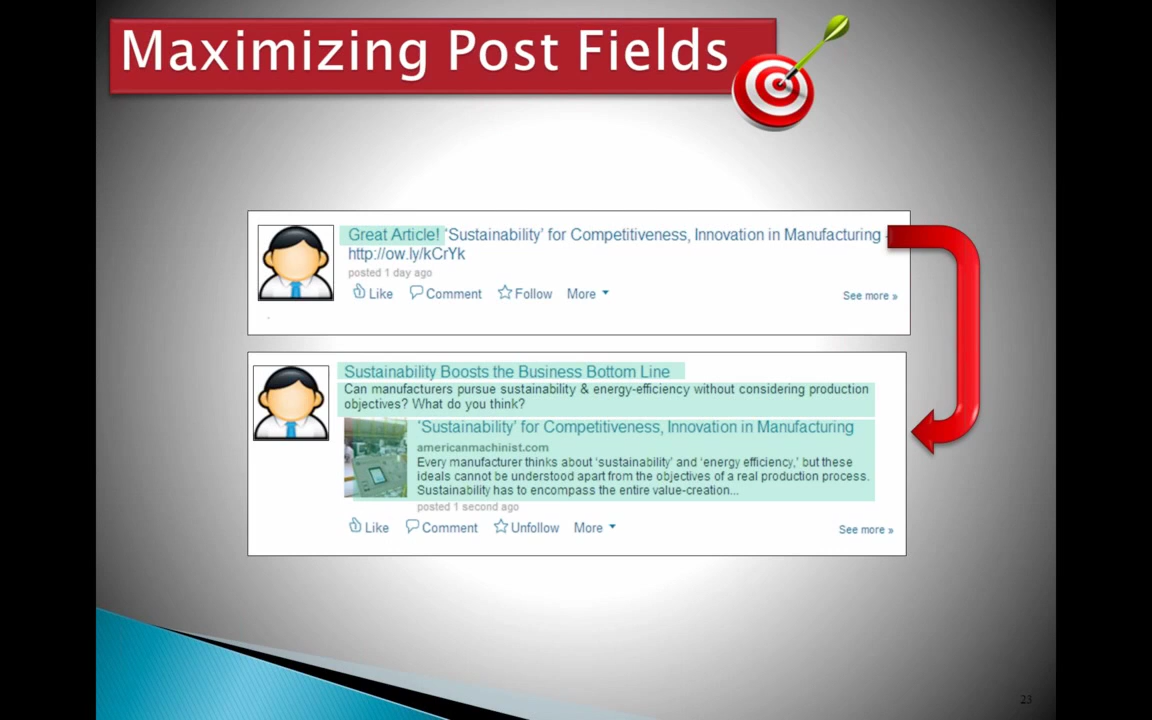 Maximizing Post Fields
Great Article! 'Sustainability' for Competitiveness, Innovation in Manufacturing -
http://ow.ly/kCrYk
posted 1 day ago
Like Comment Follow More
See more »
Sustainability Boosts the Business Bottom Line
Can manufacturers pursue sustainability & energy-efficiency without considering production
objectives? What do you think?
'Sustainability' for Competitiveness, Innovation in Manufacturing
americanmachinist.com
Every manufacturer thinks about 'sustainability' and 'energy efficiency,' but these
ideals cannot be understood apart from the objectives of a real production process.
Sustainability has to encompass the entire value-creation...
posted 1 second ago
Like Comment Unfollow More
See more »
23